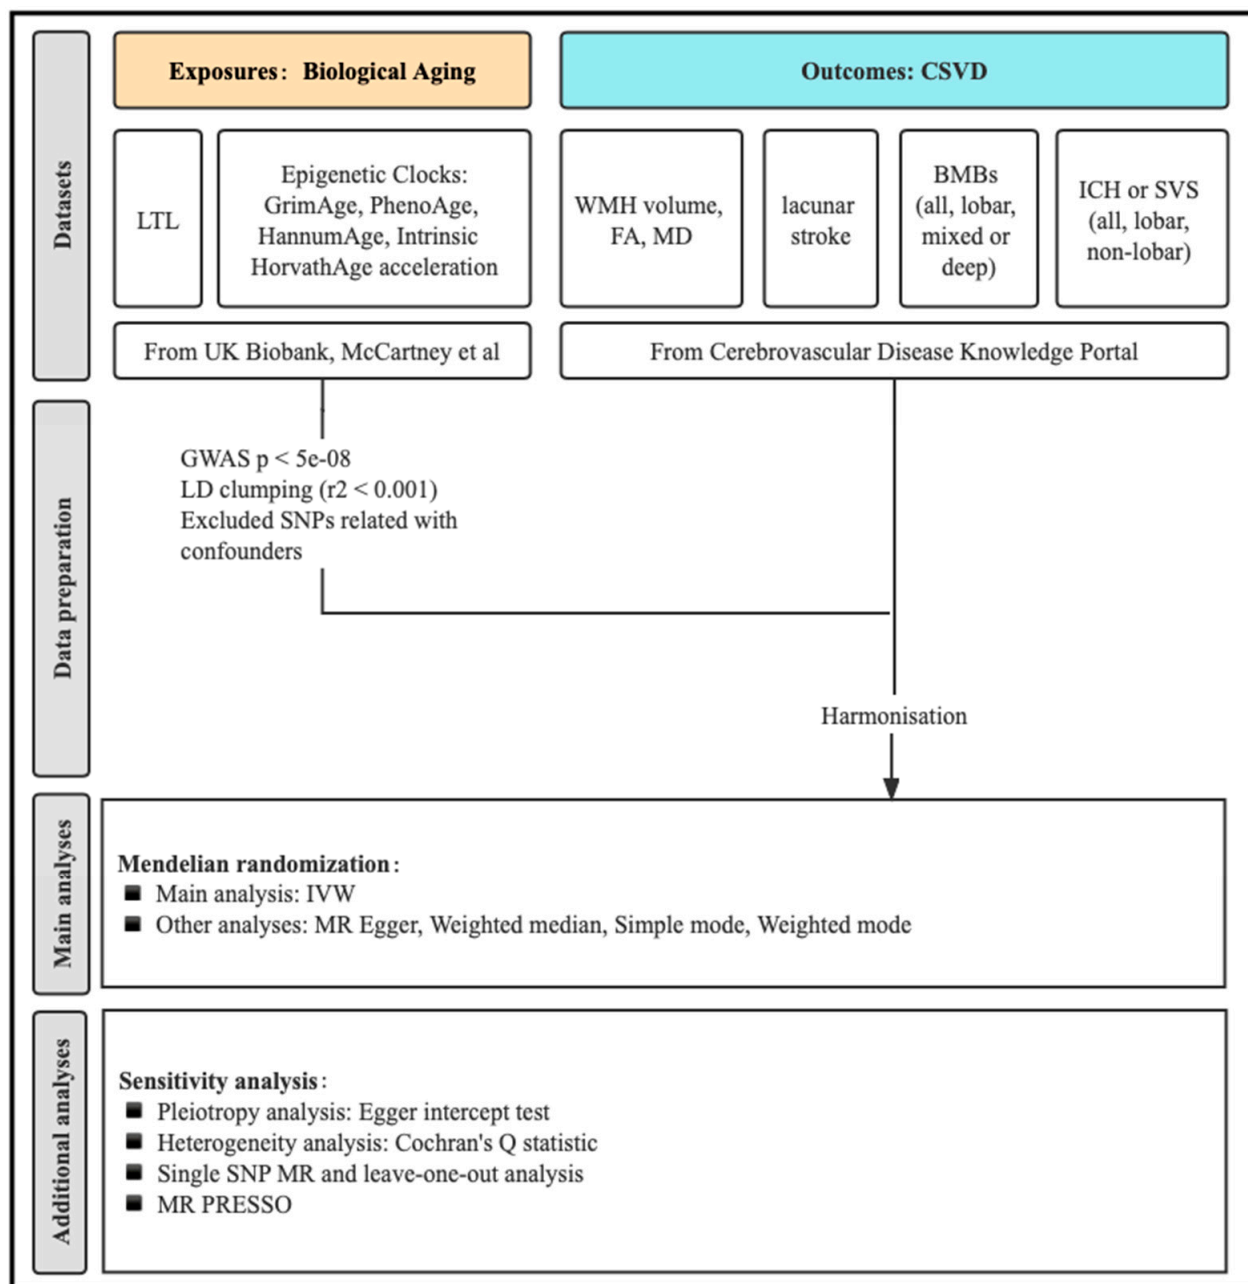 Datasets
Exposures: Biological Aging
Outcomes: CSVD
LTL
Epigenetic Clocks:
GrimAge, PhenoAge,
HannumAge, Intrinsic
HorvathAge acceleration
WMH volume,
FA, MD
lacunar
stroke
BMBs
(all, lobar,
mixed or
deep)
ICH or SVS
(all, lobar,
non-lobar)
From UK Biobank, McCartney et al
From Cerebrovascular Disease Knowledge Portal
Data preparation
GWAS p < 5e-08
LD clumping (r2 < 0.001)
Excluded SNPs related with
confounders
Harmonisation
Main analyses
Mendelian randomization:
■ Main analysis: IVW
■ Other analyses: MR Egger, Weighted median, Simple mode, Weighted mode
Additional analyses
Sensitivity analysis:
■ Pleiotropy analysis: Egger intercept test
■ Heterogeneity analysis: Cochran's Q statistic
■ Single SNP MR and leave-one-out analysis
■ MR PRESSO